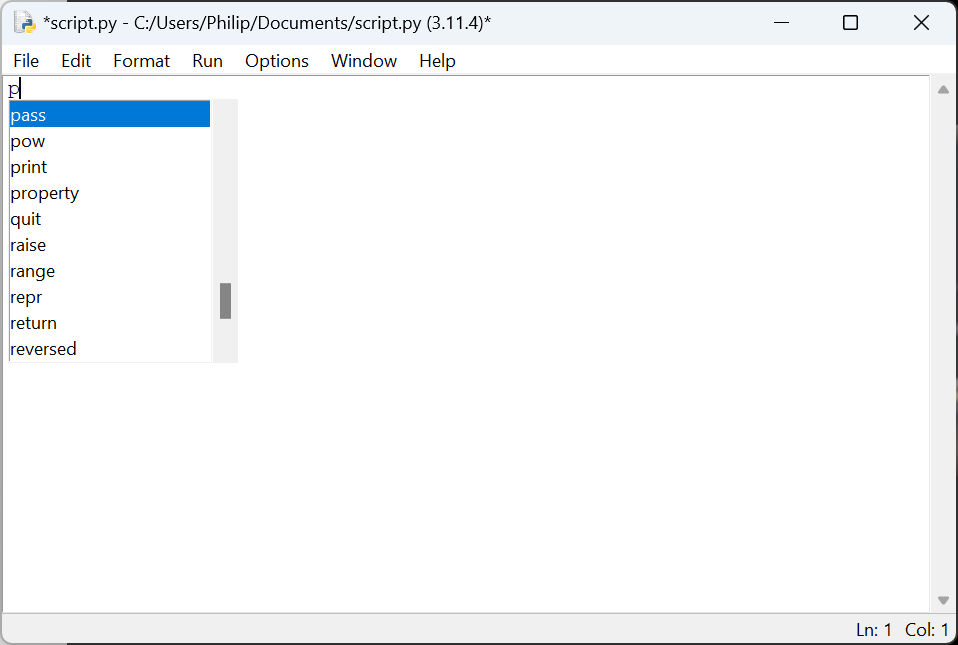 *script.py - C:/Users/Philip/Documents/script.py (3.11.4)*
File Edit Format Run Options Window Help
p
pass
pow
print
property
quit
raise
range
repr
return
reversed
Ln: 1 Col: 1